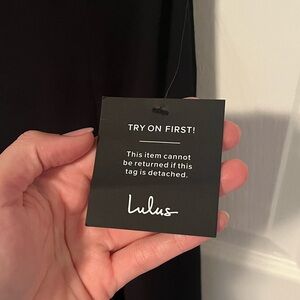 TRY ON FIRST!
This item cannot
be returned if this
tag is detached.
Lulus